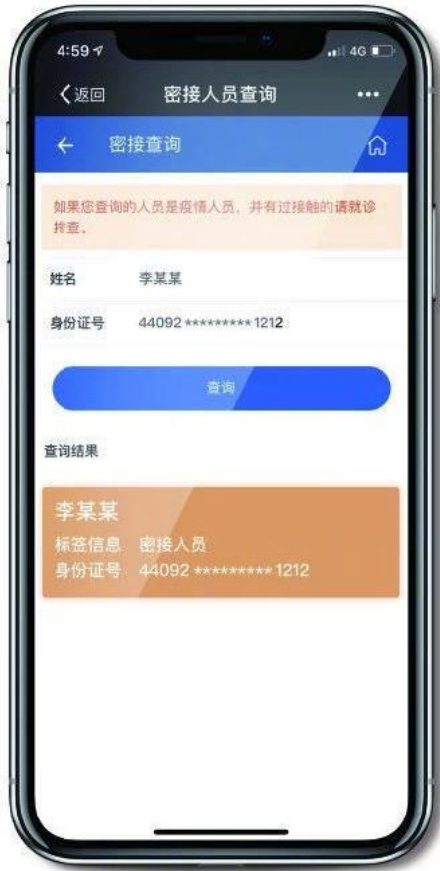 4:59
4G
返回
密接人员查询
密接查询
如果您查询的人员是疫情人员，并有过接触的请就诊
排查。
姓名 李某某
身份证号 44092*********1212
查询
查询结果
李某某
标签信息 密接人员
身份证号 44092*********1212